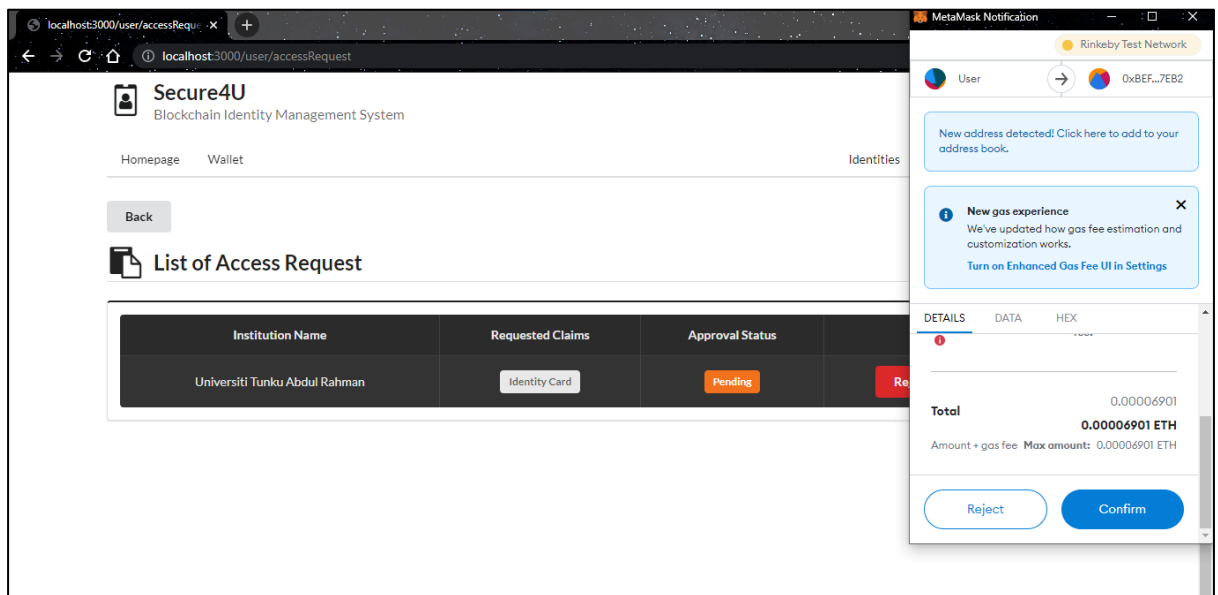 localhost:3000/user/accessReque
localhost:3000/user/accessRequest
Secure4U
Blockchain Identity Management System
Homepage Wallet Identities
Back
List of Access Request
Institution Name Requested Claims Approval Status
Universiti Tunku Abdul Rahman Identity Card Pending Re
MetaMask Notification
Rinkeby Test Network
User 0xBEF...7EB2
New address detected! Click here to add to your
address book.
New gas experience
We've updated how gas fee estimation and
customization works.
Turn on Enhanced Gas Fee UI in Settings
DETAILS DATA HEX
Total 0.00006901
0.00006901 ETH
Amount + gas fee Max amount: 0.00006901 ETH
Reject Confirm